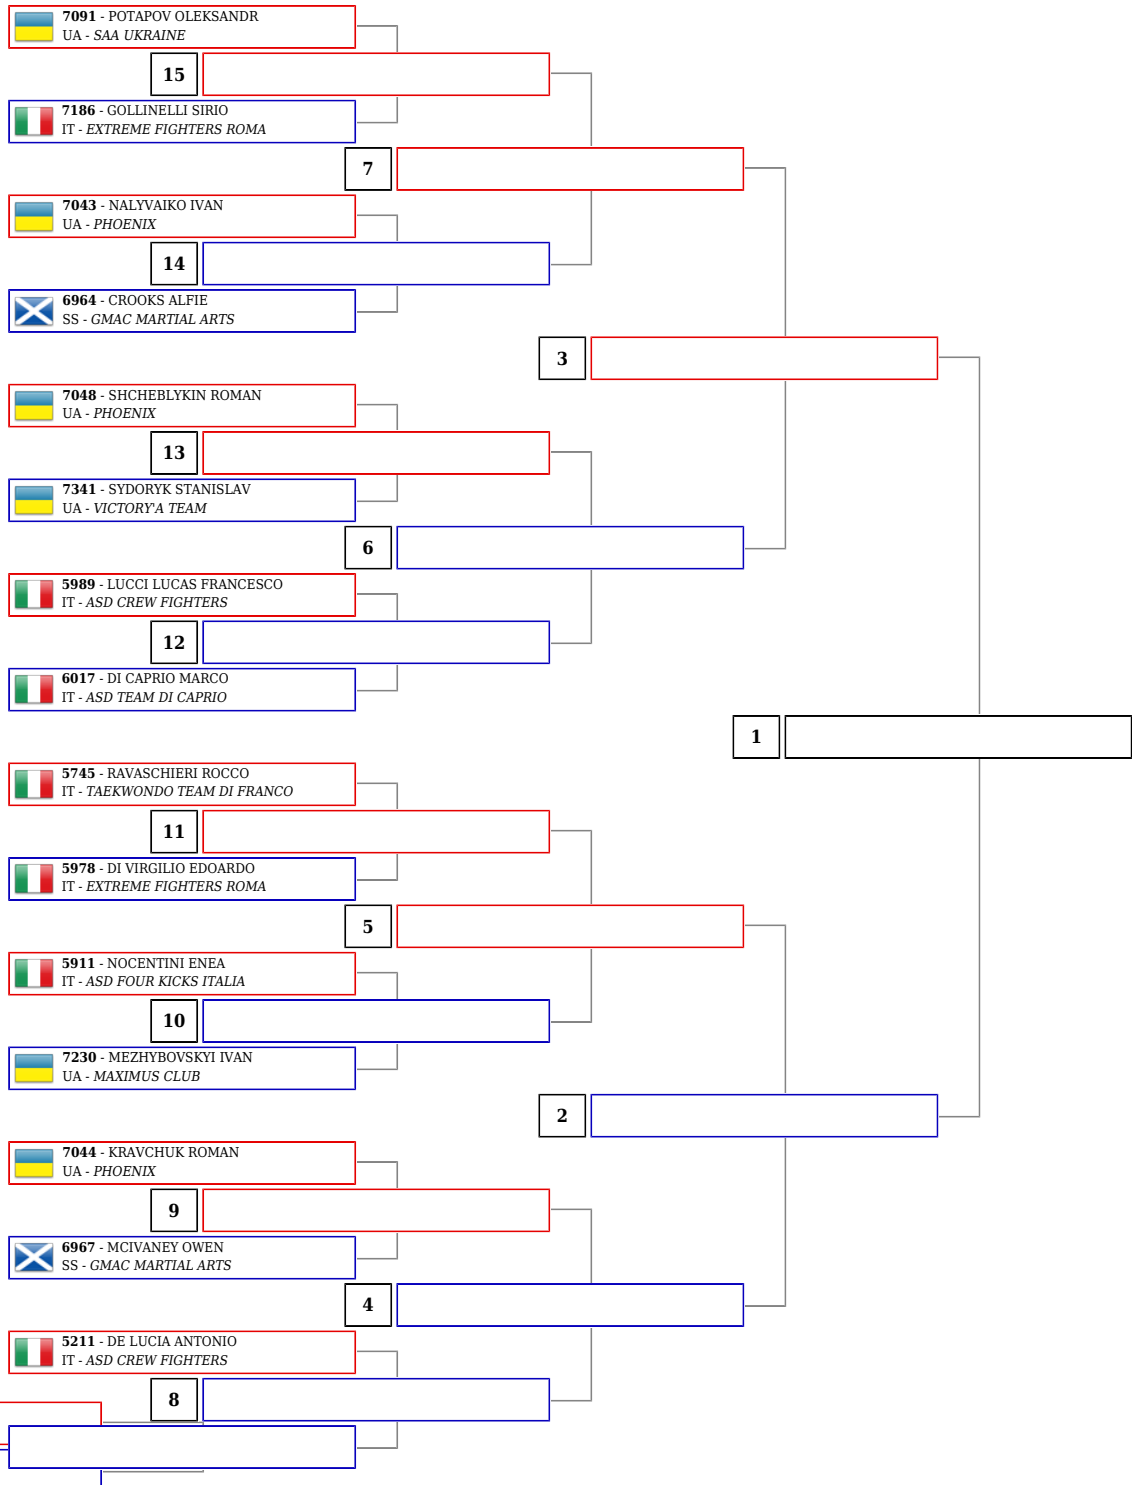 7091 - POTAPOV OLEKSANDR
UA - SAA UKRAINE
15
7186 - GOLLINELLI SIRIO
IT - EXTREME FIGHTERS ROMA
7
7043 - NALYVAIKO IVAN
UA - PHOENIX
14
6964 - CROOKS ALFIE
SS - GMAC MARTIAL ARTS
3
7048 - SHCHEBLYKIN ROMAN
UA - PHOENIX
13
7341 - SYDORYK STANISLAV
UA - VICTORY'A TEAM
6
5989 - LUCCI LUCAS FRANCESCO
IT - ASD CREW FIGHTERS
12
6017 - DI CAPRIO MARCO
IT - ASD TEAM DI CAPRIO
1
5745 - RAVASCHIERI ROCCO
IT - TAEKWONDO TEAM DI FRANCO
11
5978 - DI VIRGILIO EDOARDO
IT - EXTREME FIGHTERS ROMA
5
5911 - NOCENTINI ENEA
IT - ASD FOUR KICKS ITALIA
10
7230 - MEZHYBOVSKYI IVAN
UA - MAXIMUS CLUB
2
7044 - KRAVCHUK ROMAN
UA - PHOENIX
9
6967 - MCIVANEY OWEN
SS - GMAC MARTIAL ARTS
4
5211 - DE LUCIA ANTONIO
IT - ASD CREW FIGHTERS
8